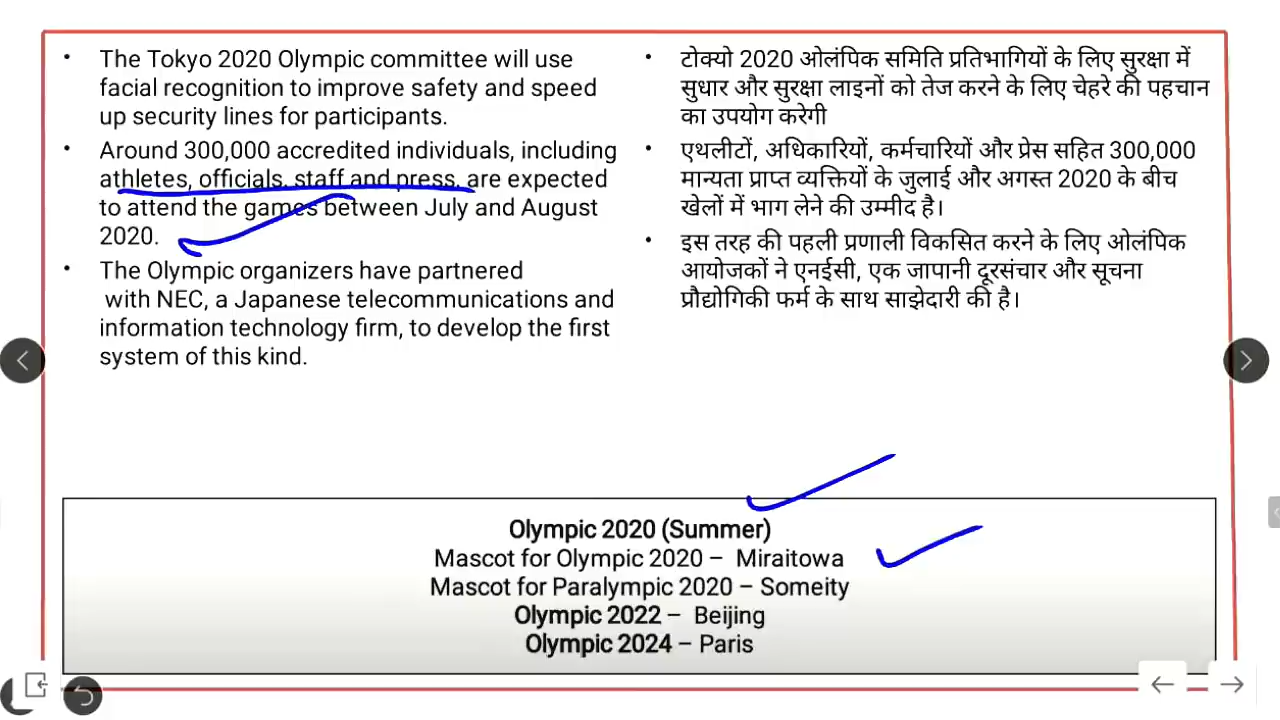 • The Tokyo 2020 Olympic committee will use
facial recognition to improve safety and speed
up security lines for participants.
• Around 300,000 accredited individuals, including
athletes, officials, staff and press, are expected
to attend the games between July and August
2020.
• The Olympic organizers have partnered
with NEC, a Japanese telecommunications and
information technology firm, to develop the first
system of this kind.
• टोक्यो 2020 ओलंपिक समिति प्रतिभागियों के लिए सुरक्षा में
सुधार और सुरक्षा लाइनों को तेज करने के लिए चेहरे की पहचान
का उपयोग करेगी
• एथलीटों, अधिकारियों, कर्मचारियों और प्रेस सहित 300,000
मान्यता प्राप्त व्यक्तियों के जुलाई और अगस्त 2020 के बीच
खेलों में भाग लेने की उम्मीद है।
• इस तरह की पहली प्रणाली विकसित करने के लिए ओलंपिक
आयोजकों ने एनईसी, एक जापानी दूरसंचार और सूचना
प्रौद्योगिकी फर्म के साथ साझेदारी की है।
Olympic 2020 (Summer)
Mascot for Olympic 2020 – Miraitowa
Mascot for Paralympic 2020 – Someity
Olympic 2022 – Beijing
Olympic 2024 – Paris